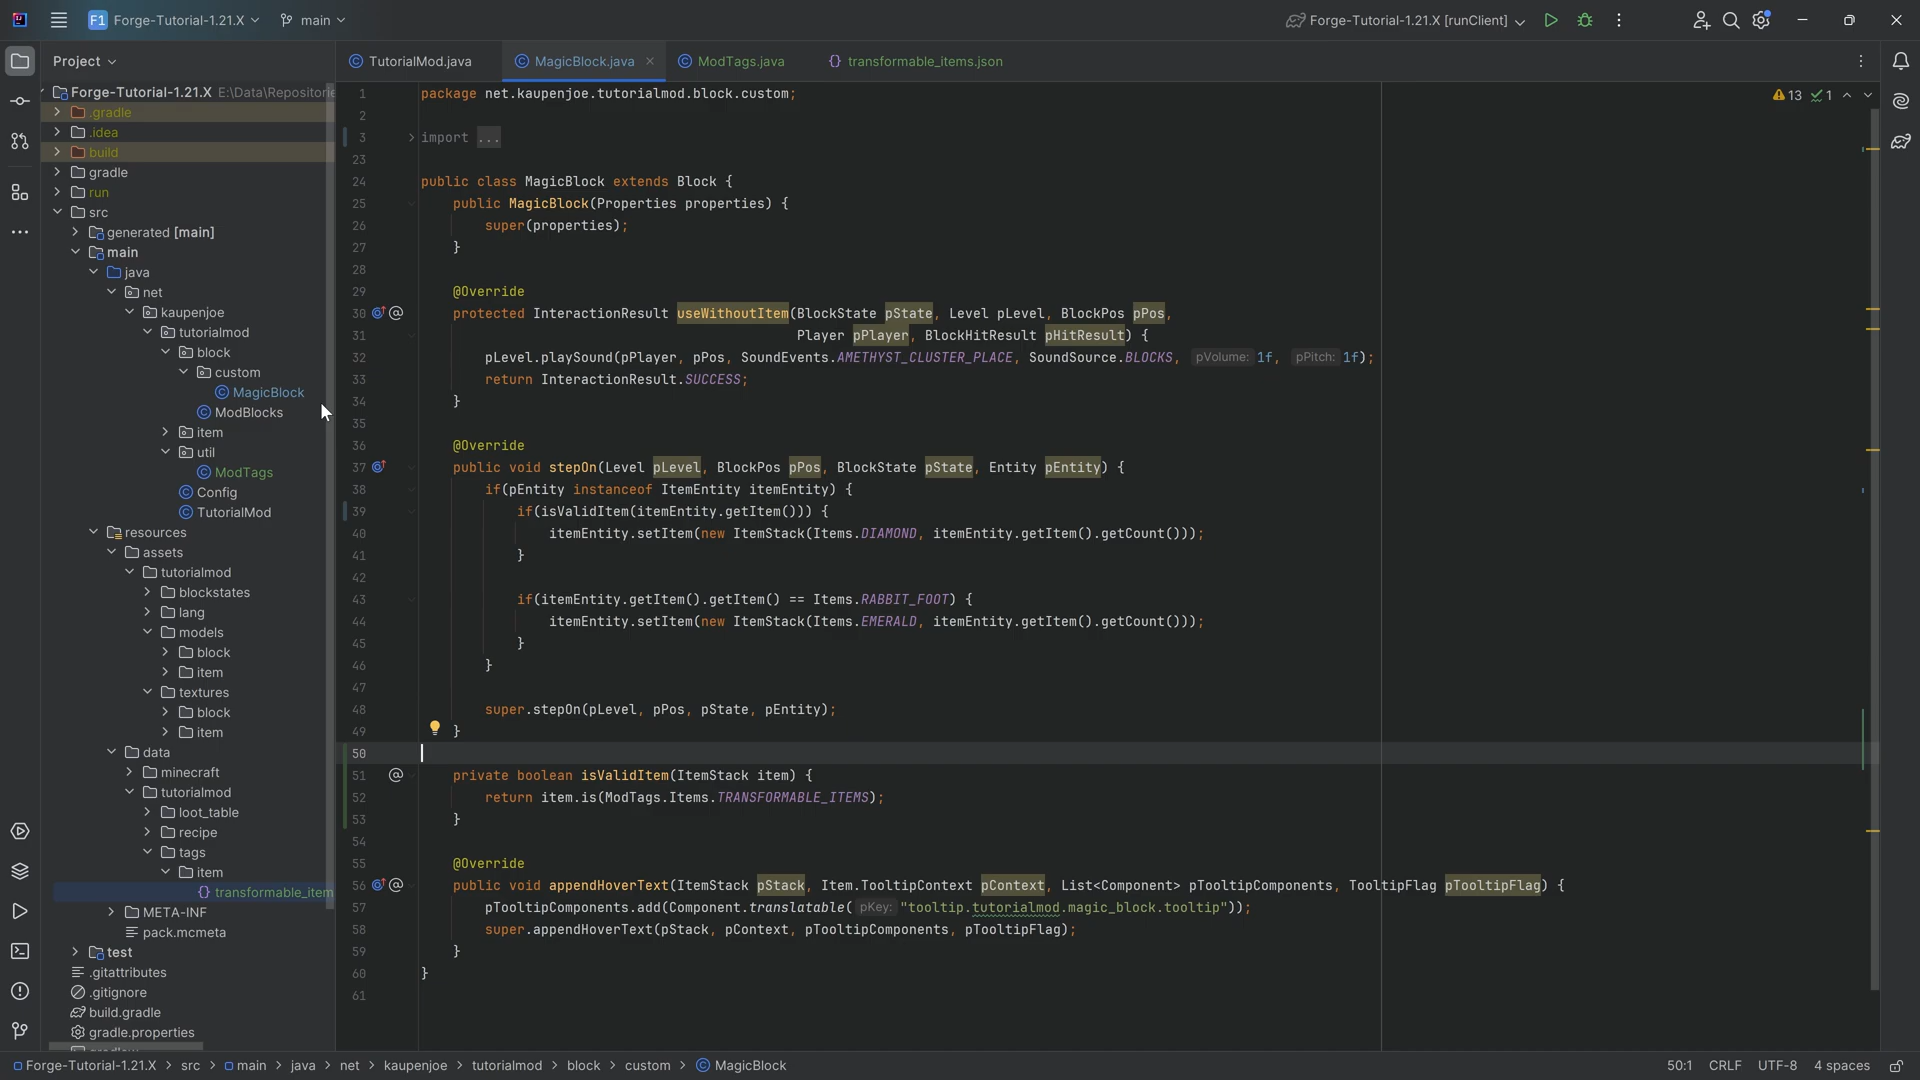 F1 Forge-Tutorial-1.21.X main Forge-Tutorial-1.21.X [runClient]
Project
TutorialMod.java MagicBlock.java ModTags.java {} transformable_items.json
Forge-Tutorial-1.21.X E:\Data\Repositorie
.gradle
.idea
build
gradle
run
src
generated [main]
main
java
net
kaupenjoe
tutorialmod
block
custom
MagicBlock
ModBlocks
item
util
ModTags
Config
TutorialMod
resources
assets
tutorialmod
blockstates
lang
models
block
item
textures
block
item
data
minecraft
tutorialmod
loot_table
recipe
tags
item
{} transformable_item
META-INF
pack.mcmeta
test
.gitattributes
.gitignore
build.gradle
gradle.properties
13 1
1 package net.kaupenjoe.tutorialmod.block.custom;
2
3 import ...
23
24 public class MagicBlock extends Block {
25 public MagicBlock(Properties properties) {
26 super(properties);
27 }
28
29 @Override
30 protected InteractionResult useWithoutItem(BlockState pState, Level pLevel, BlockPos pPos,
31 Player pPlayer, BlockHitResult pHitResult) {
32 pLevel.playSound(pPlayer, pPos, SoundEvents.AMETHYST_CLUSTER_PLACE, SoundSource.BLOCKS, pVolume: 1f, pPitch: 1f);
33 return InteractionResult.SUCCESS;
34 }
35
36 @Override
37 public void stepOn(Level pLevel, BlockPos pPos, BlockState pState, Entity pEntity) {
38 if(pEntity instanceof ItemEntity itemEntity) {
39 if(isValidItem(itemEntity.getItem())) {
40 itemEntity.setItem(new ItemStack(Items.DIAMOND, itemEntity.getItem().getCount()));
41 }
42
43 if(itemEntity.getItem().getItem() == Items.RABBIT_FOOT) {
44 itemEntity.setItem(new ItemStack(Items.EMERALD, itemEntity.getItem().getCount()));
45 }
46 }
47
48 super.stepOn(pLevel, pPos, pState, pEntity);
49 }
50
51 private boolean isValidItem(ItemStack item) {
52 return item.is(ModTags.Items.TRANSFORMABLE_ITEMS);
53 }
54
55 @Override
56 public void appendHoverText(ItemStack pStack, Item.TooltipContext pContext, List<Component> pTooltipComponents, TooltipFlag pTooltipFlag) {
57 pTooltipComponents.add(Component.translatable( pKey: "tooltip.tutorialmod.magic_block.tooltip"));
58 super.appendHoverText(pStack, pContext, pTooltipComponents, pTooltipFlag);
59 }
60 }
61
Forge-Tutorial-1.21.X > src > main > java > net > kaupenjoe > tutorialmod > block > custom > MagicBlock 50:1 CRLF UTF-8 4 spaces